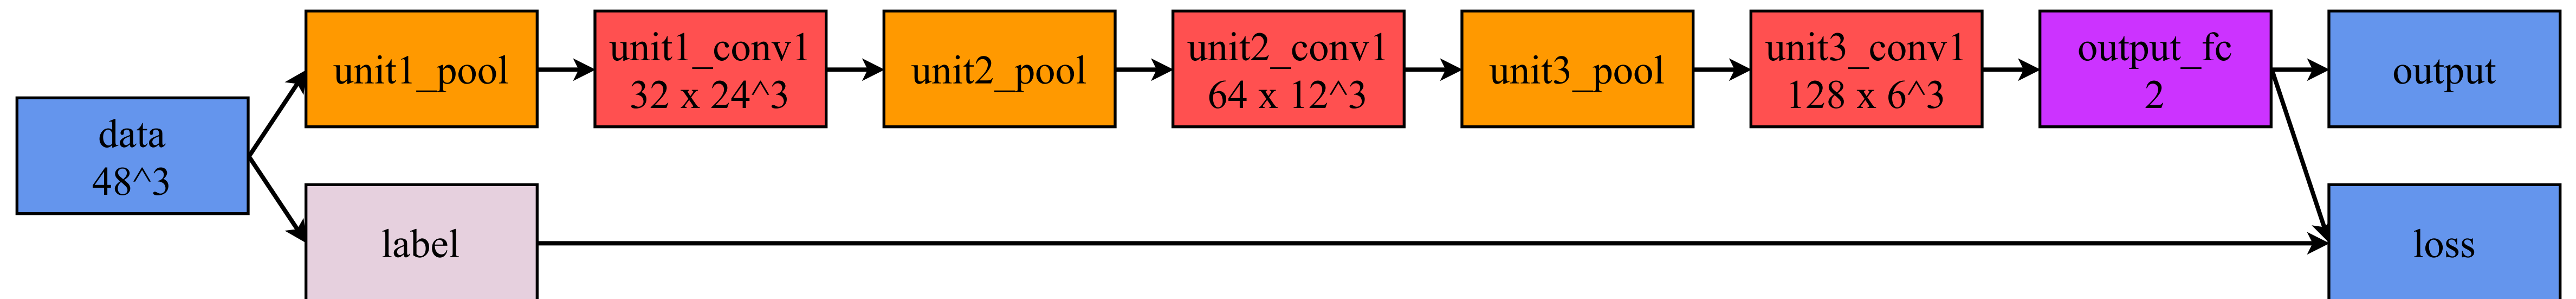 data
48^3
unit1_pool
unit1_conv1
32 x 24^3
unit2_pool
unit2_conv1
64 x 12^3
unit3_pool
unit3_conv1
128 x 6^3
output_fc
2
output
label
loss